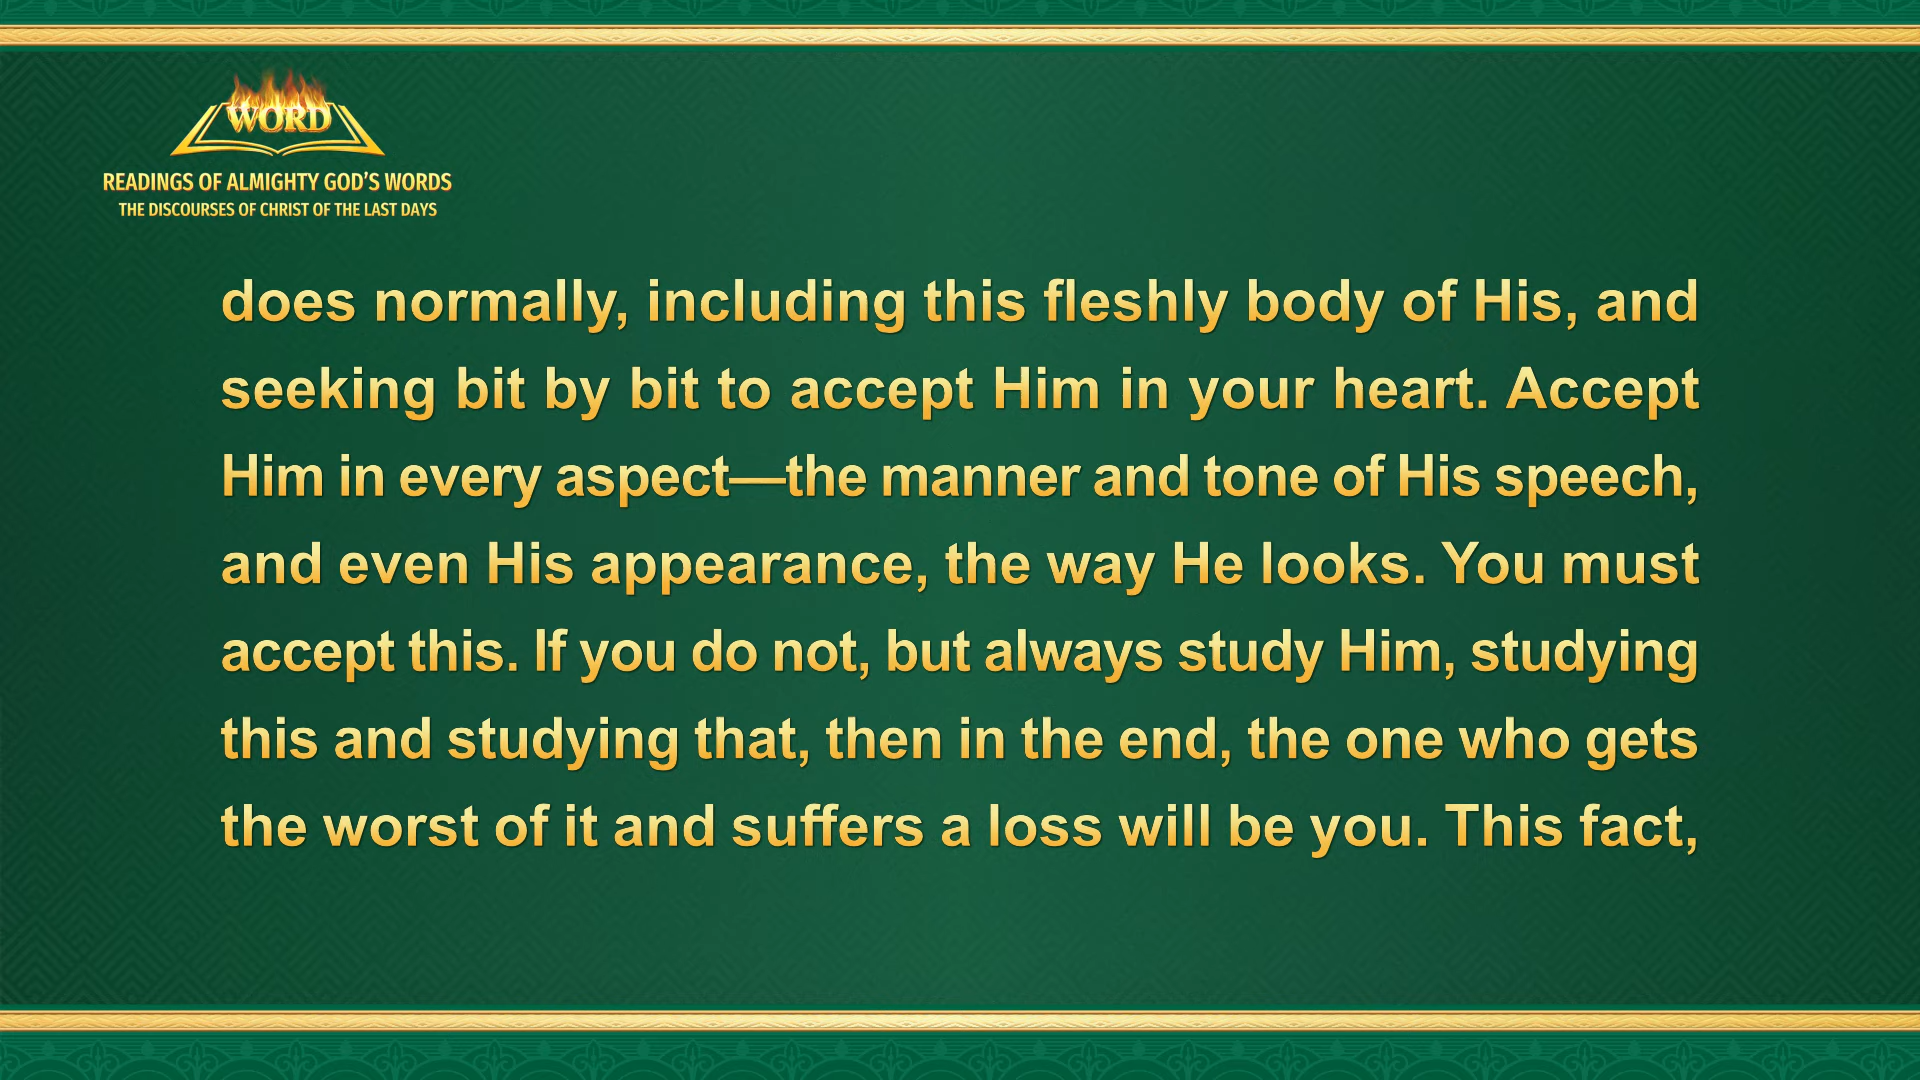 WORD
READINGS OF ALMIGHTY GOD'S WORDS
THE DISCOURSES OF CHRIST OF THE LAST DAYS
does normally, including this fleshly body of His, and
seeking bit by bit to accept Him in your heart. Accept
Him in every aspect—the manner and tone of His speech,
and even His appearance, the way He looks. You must
accept this. If you do not, but always study Him, studying
this and studying that, then in the end, the one who gets
the worst of it and suffers a loss will be you. This fact,